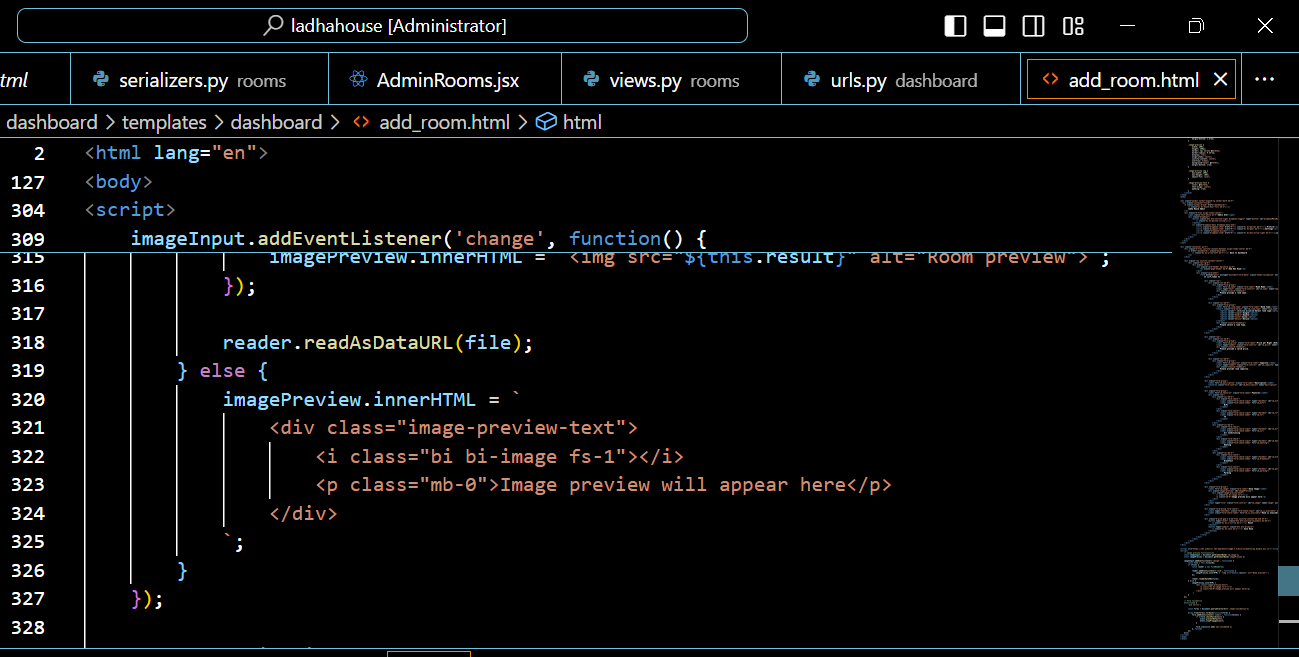 ladhahouse [Administrator]
tml serializers.py rooms AdminRooms.jsx views.py rooms urls.py dashboard add_room.html
dashboard > templates > dashboard > add_room.html > html
2 <html lang="en">
127 <body>
304 <script>
309 imageInput.addEventListener('change', function() {
315 imagePreview.innerHTML = `<img src="${this.result}" alt="Room preview">`;
316 });
317
318 reader.readAsDataURL(file);
319 } else {
320 imagePreview.innerHTML = `
321 <div class="image-preview-text">
322 <i class="bi bi-image fs-1"></i>
323 <p class="mb-0">Image preview will appear here</p>
324 </div>
325 `;
326 }
327 });
328